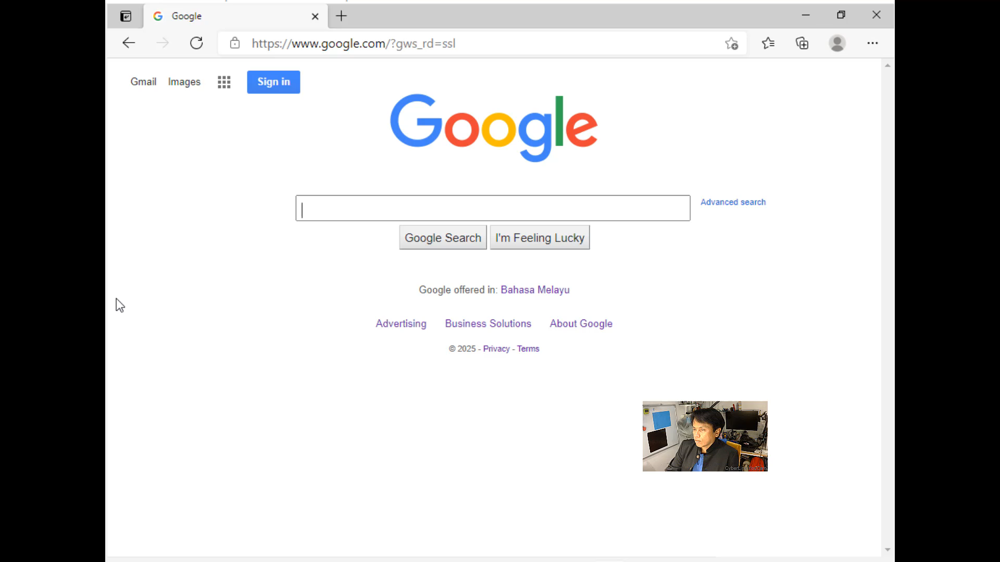 Google
https://www.google.com/?gws_rd=ssl
Gmail Images Sign in
Google
Advanced search
Google Search I'm Feeling Lucky
Google offered in: Bahasa Melayu
Advertising Business Solutions About Google
© 2025 - Privacy - Terms
CyberLink YouCam